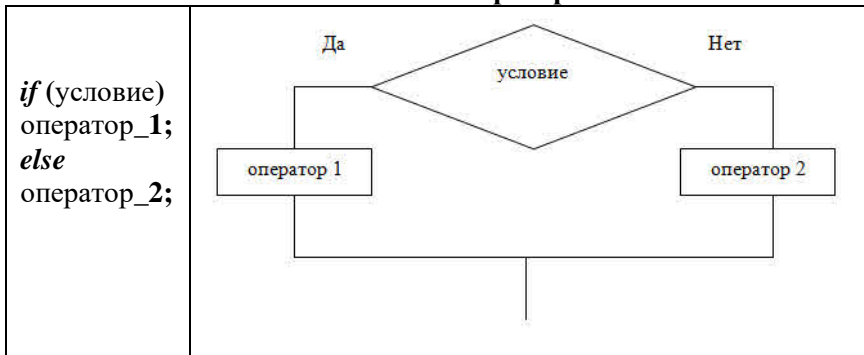 if (условие)
оператор_1;
else
оператор_2;
Да
Нет
условие
оператор 1
оператор 2